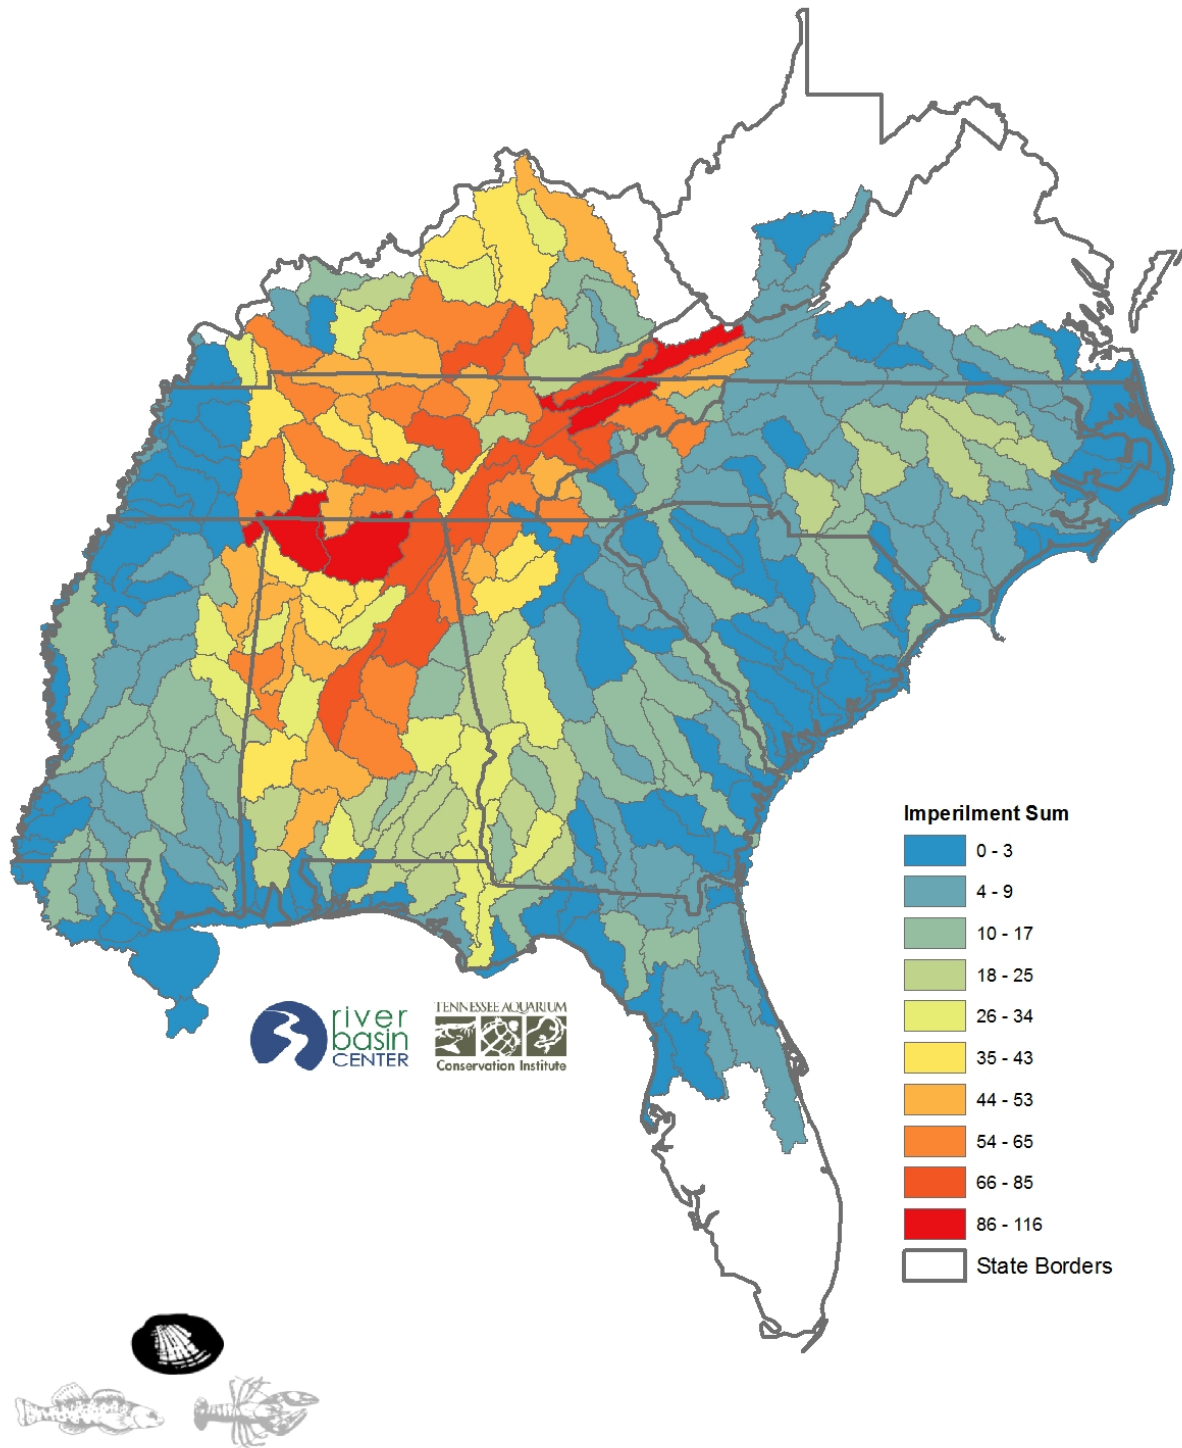 Imperilment Sum
0 - 3
4 - 9
10 - 17
18 - 25
26 - 34
35 - 43
44 - 53
54 - 65
66 - 85
86 - 116
State Borders
river
basin
CENTER
TENNESSEE AQUARIUM
Conservation Institute